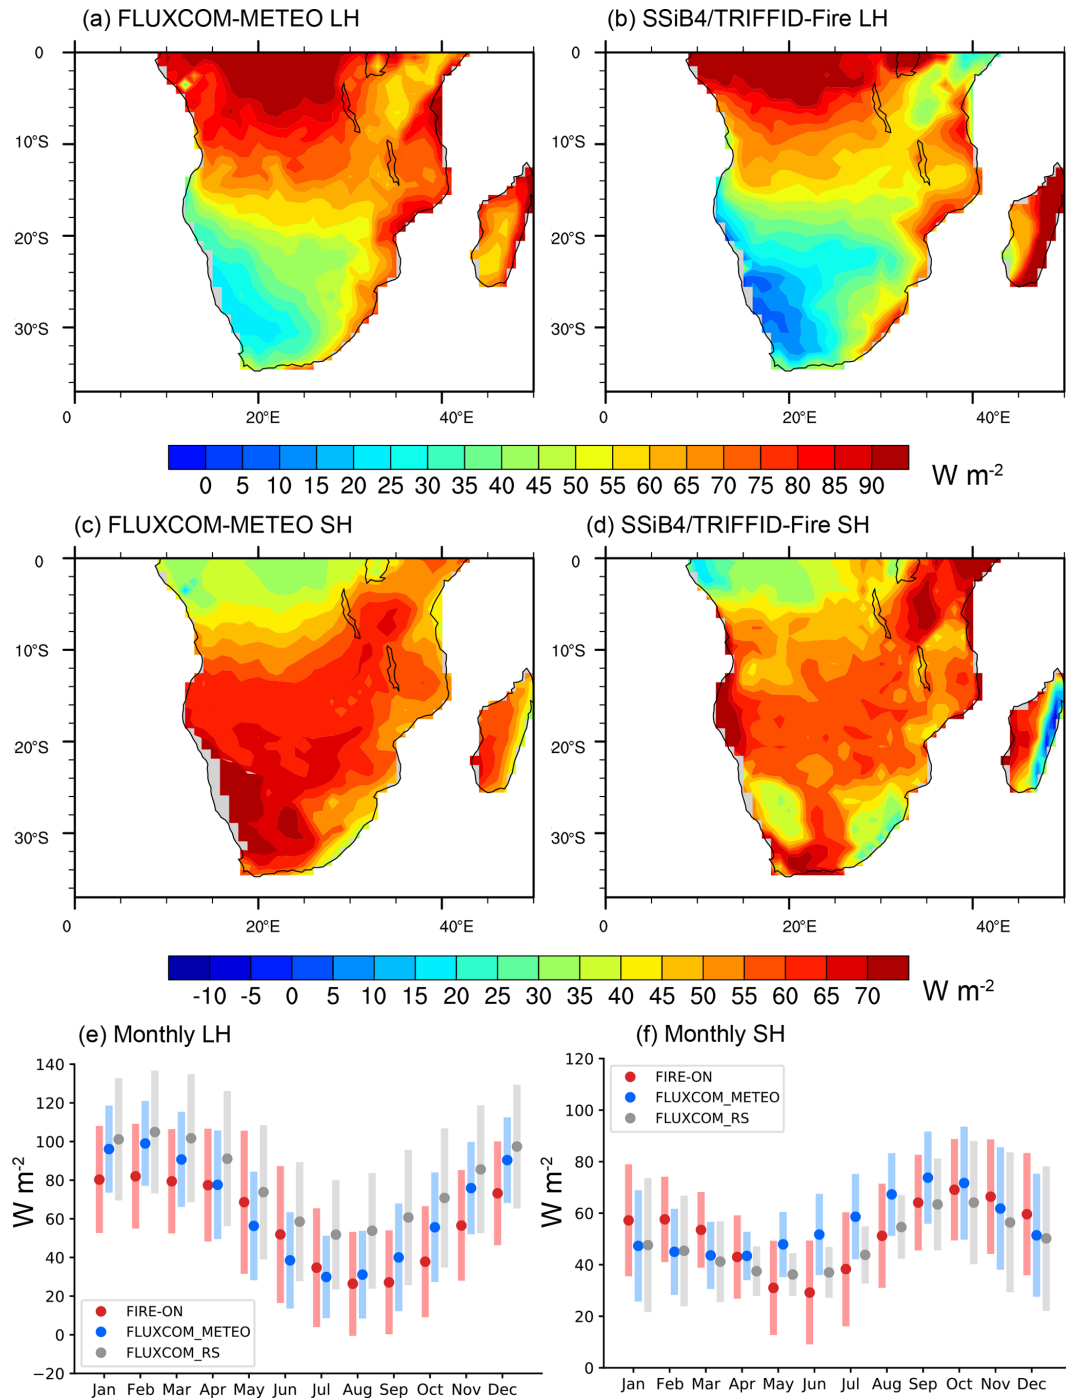 (a) FLUXCOM-METEO LH
(b) SSiB4/TRIFFID-Fire LH
0
10°S
20°S
30°S
0
20°E
40°E
0
10°S
20°S
30°S
0
20°E
40°E
0 5 10 15 20 25 30 35 40 45 50 55 60 65 70 75 80 85 90
W m-2
(c) FLUXCOM-METEO SH
(d) SSiB4/TRIFFID-Fire SH
0
10°S
20°S
30°S
0
20°E
40°E
0
10°S
20°S
30°S
0
20°E
40°E
-10 -5 0 5 10 15 20 25 30 35 40 45 50 55 60 65 70
W m-2
(e) Monthly LH
140
120
100
80
60
40
20
0
−20
W m-2
FIRE-ON
FLUXCOM_METEO
FLUXCOM_RS
Jan Feb Mar Apr May Jun Jul Aug Sep Oct Nov Dec
(f) Monthly SH
120
100
80
60
40
20
0
W m-2
FIRE-ON
FLUXCOM_METEO
FLUXCOM_RS
Jan Feb Mar Apr May Jun Jul Aug Sep Oct Nov Dec